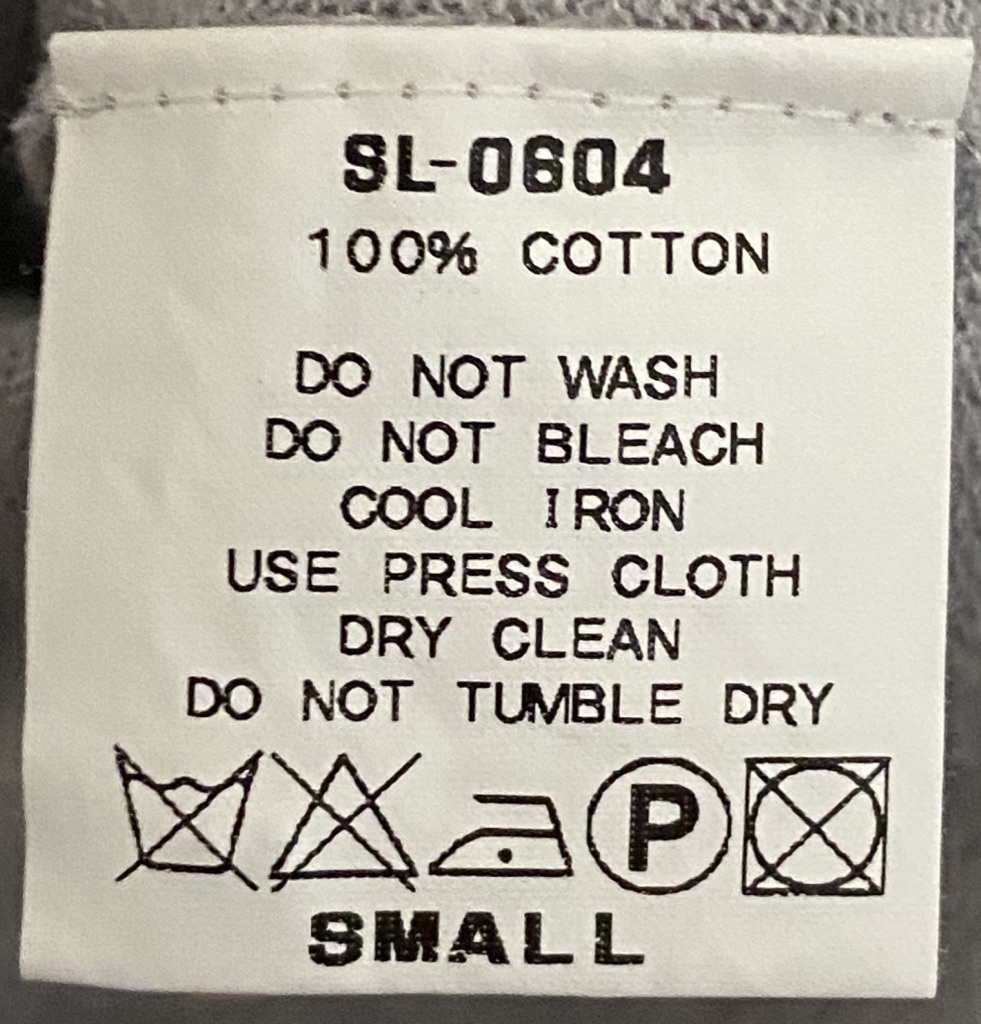 SL-0604
100% COTTON
DO NOT WASH
DO NOT BLEACH
COOL IRON
USE PRESS CLOTH
DRY CLEAN
DO NOT TUMBLE DRY
P
SMALL